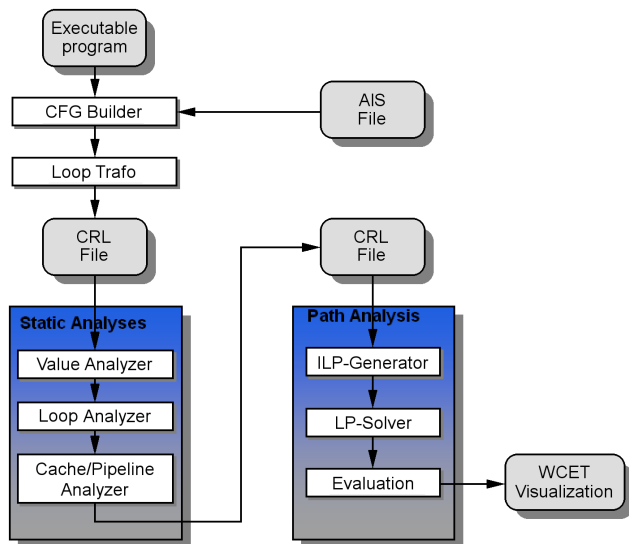 Executable
program
CFG Builder
AIS
File
Loop Trafo
CRL
File
CRL
File
Static Analyses
Value Analyzer
Loop Analyzer
Cache/Pipeline
Analyzer
Path Analysis
ILP-Generator
LP-Solver
Evaluation
WCET
Visualization